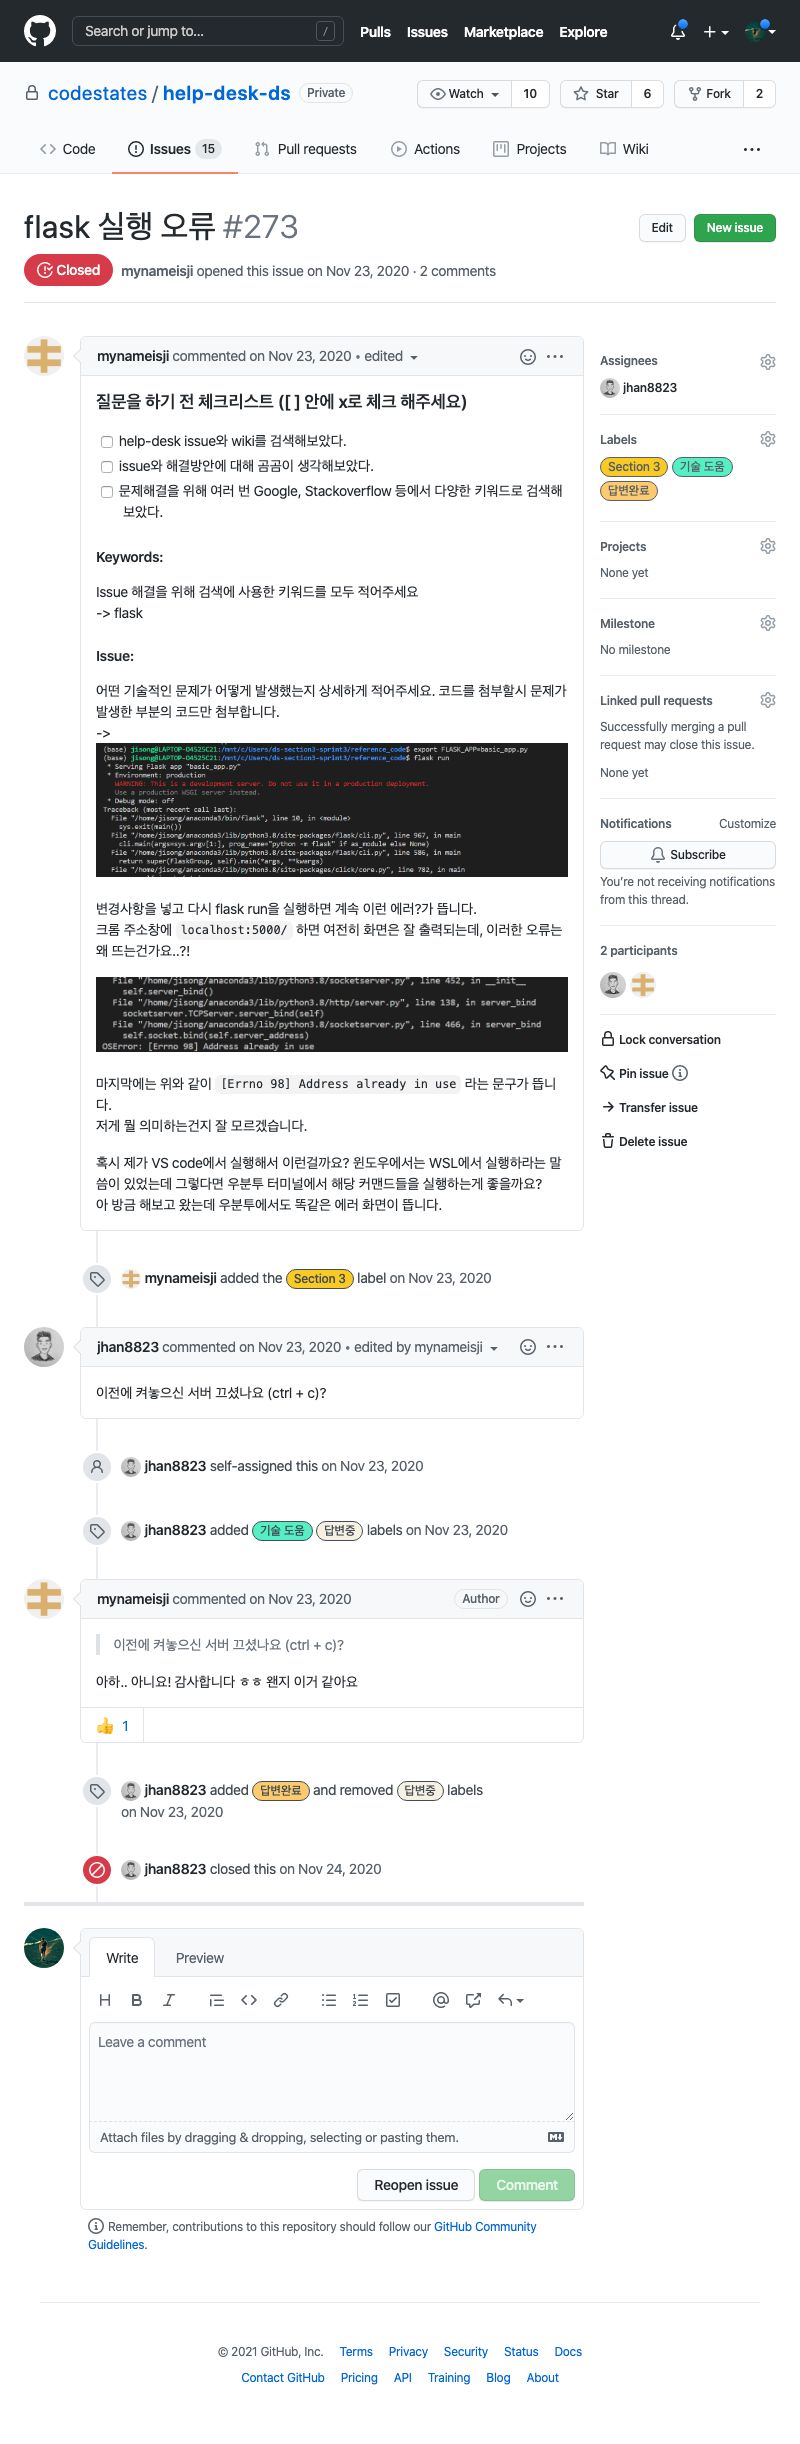 Search or jump to... /
Pulls Issues Marketplace Explore
codestates / help-desk-ds Private
Watch 10 Star 6 Fork 2
Code Issues 15 Pull requests Actions Projects Wiki ...
flask 실행 오류 #273
Edit New issue
Closed mynameisji opened this issue on Nov 23, 2020 · 2 comments
mynameisji commented on Nov 23, 2020 • edited
질문을 하기 전 체크리스트 ([ ] 안에 x로 체크 해주세요)
help-desk issue와 wiki를 검색해보았다.
issue와 해결방안에 대해 곰곰이 생각해보았다.
문제해결을 위해 여러 번 Google, Stackoverflow 등에서 다양한 키워드로 검색해
보았다.
Keywords:
Issue 해결을 위해 검색에 사용한 키워드를 모두 적어주세요
-> flask
Issue:
어떤 기술적인 문제가 어떻게 발생했는지 상세하게 적어주세요. 코드를 첨부할시 문제가
발생한 부분의 코드만 첨부합니다.
->
(base) jisong@LAPTOP-O4525C21:/mnt/c/Users/ds-section3-sprint3/reference_code$ export FLASK_APP=basic_app.py
(base) jisong@LAPTOP-O4525C21:/mnt/c/Users/ds-section3-sprint3/reference_code$ flask run
* Serving Flask app "basic_app.py"
* Environment: production
WARNING: This is a development server. Do not use it in a production deployment.
Use a production WSGI server instead.
* Debug mode: off
Traceback (most recent call last):
File "/home/jisong/anaconda3/bin/flask", line 10, in <module>
sys.exit(main())
File "/home/jisong/anaconda3/lib/python3.8/site-packages/flask/cli.py", line 967, in main
cli.main(args=sys.argv[1:], prog_name="python -m flask" if as_module else None)
File "/home/jisong/anaconda3/lib/python3.8/site-packages/flask/cli.py", line 586, in main
return super(FlaskGroup, self).main(*args, **kwargs)
File "/home/jisong/anaconda3/lib/python3.8/site-packages/click/core.py", line 782, in main
변경사항을 넣고 다시 flask run을 실행하면 계속 이런 에러?가 뜹니다.
크롬 주소창에 localhost:5000/ 하면 여전히 화면은 잘 출력되는데, 이러한 오류는
왜 뜨는건가요..?!
File "/home/jisong/anaconda3/lib/python3.8/socketserver.py", line 452, in __init__
self.server_bind()
File "/home/jisong/anaconda3/lib/python3.8/http/server.py", line 138, in server_bind
socketserver.TCPServer.server_bind(self)
File "/home/jisong/anaconda3/lib/python3.8/socketserver.py", line 466, in server_bind
self.socket.bind(self.server_address)
OSError: [Errno 98] Address already in use
마지막에는 위와 같이 [Errno 98] Address already in use 라는 문구가 뜹니
다.
저게 뭘 의미하는건지 잘 모르겠습니다.
혹시 제가 VS code에서 실행해서 이런걸까요? 윈도우에서는 WSL에서 실행하라는 말
씀이 있었는데 그렇다면 우분투 터미널에서 해당 커맨드들을 실행하는게 좋을까요?
아 방금 해보고 왔는데 우분투에서도 똑같은 에러 화면이 뜹니다.
Assignees
jhan8823
Labels
Section 3 기술 도움
답변완료
Projects
None yet
Milestone
No milestone
Linked pull requests
Successfully merging a pull
request may close this issue.
None yet
Notifications Customize
Subscribe
You're not receiving notifications
from this thread.
2 participants
Lock conversation
Pin issue
Transfer issue
Delete issue
mynameisji added the Section 3 label on Nov 23, 2020
jhan8823 commented on Nov 23, 2020 • edited by mynameisji
이전에 켜놓으신 서버 끄셨나요 (ctrl + c)?
jhan8823 self-assigned this on Nov 23, 2020
jhan8823 added 기술 도움 답변중 labels on Nov 23, 2020
mynameisji commented on Nov 23, 2020 Author
이전에 켜놓으신 서버 끄셨나요 (ctrl + c)?
아하.. 아니요! 감사합니다 ㅎㅎ 왠지 이거 같아요
👍 1
jhan8823 added 답변완료 and removed 답변중 labels
on Nov 23, 2020
jhan8823 closed this on Nov 24, 2020
Write Preview
Leave a comment
Attach files by dragging & dropping, selecting or pasting them.
Reopen issue Comment
Remember, contributions to this repository should follow our GitHub Community
Guidelines.
© 2021 GitHub, Inc. Terms Privacy Security Status Docs
Contact GitHub Pricing API Training Blog About